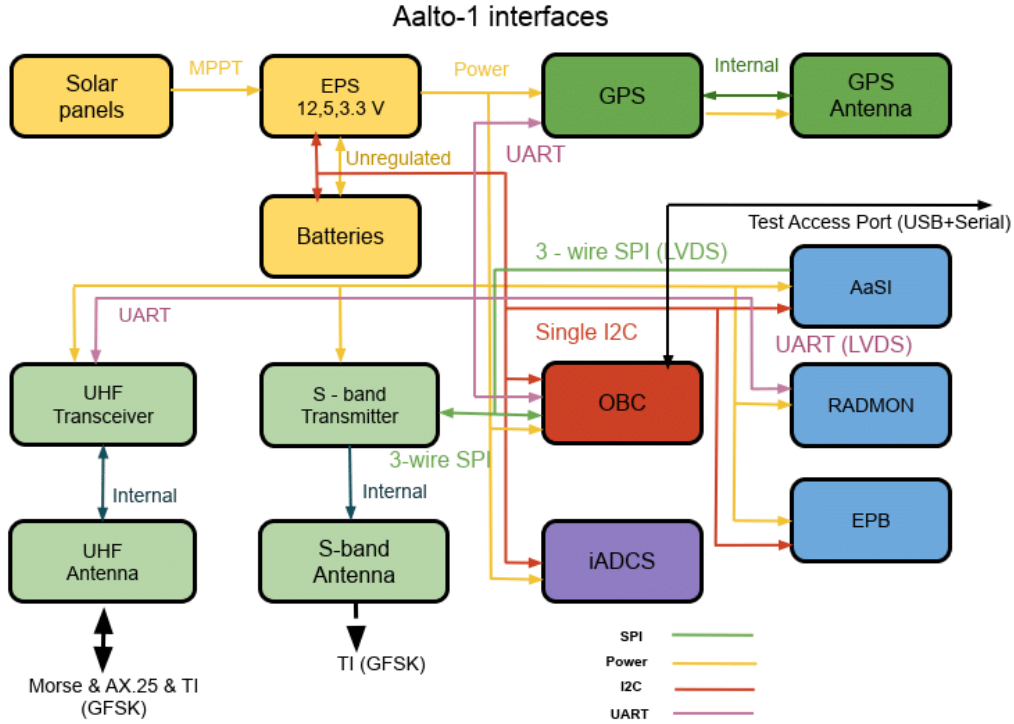 Aalto-1 interfaces
Solar
panels
MPPT
EPS
12,5,3.3 V
Power
GPS
Internal
GPS
Antenna
Unregulated
UART
Batteries
Test Access Port (USB+Serial)
3 - wire SPI (LVDS)
AaSI
UART
Single I2C
UART (LVDS)
UHF
Transceiver
S - band
Transmitter
OBC
RADMON
3-wire SPI
Internal
Internal
UHF
Antenna
S-band
Antenna
iADCS
EPB
Morse & AX.25 & TI
(GFSK)
TI (GFSK)
SPI
Power
I2C
UART